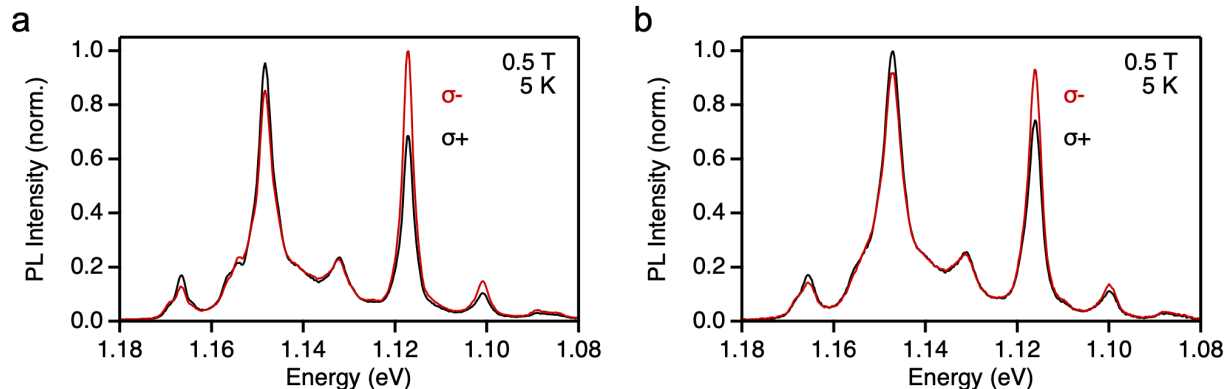 a
PL Intensity (norm.)
1.0
0.8
0.6
0.4
0.2
0.0
0.5 T
5 K
σ-
σ+
1.18
1.16
1.14
1.12
1.10
1.08
Energy (eV)
b
PL Intensity (norm.)
1.0
0.8
0.6
0.4
0.2
0.0
0.5 T
5 K
σ-
σ+
1.18
1.16
1.14
1.12
1.10
1.08
Energy (eV)